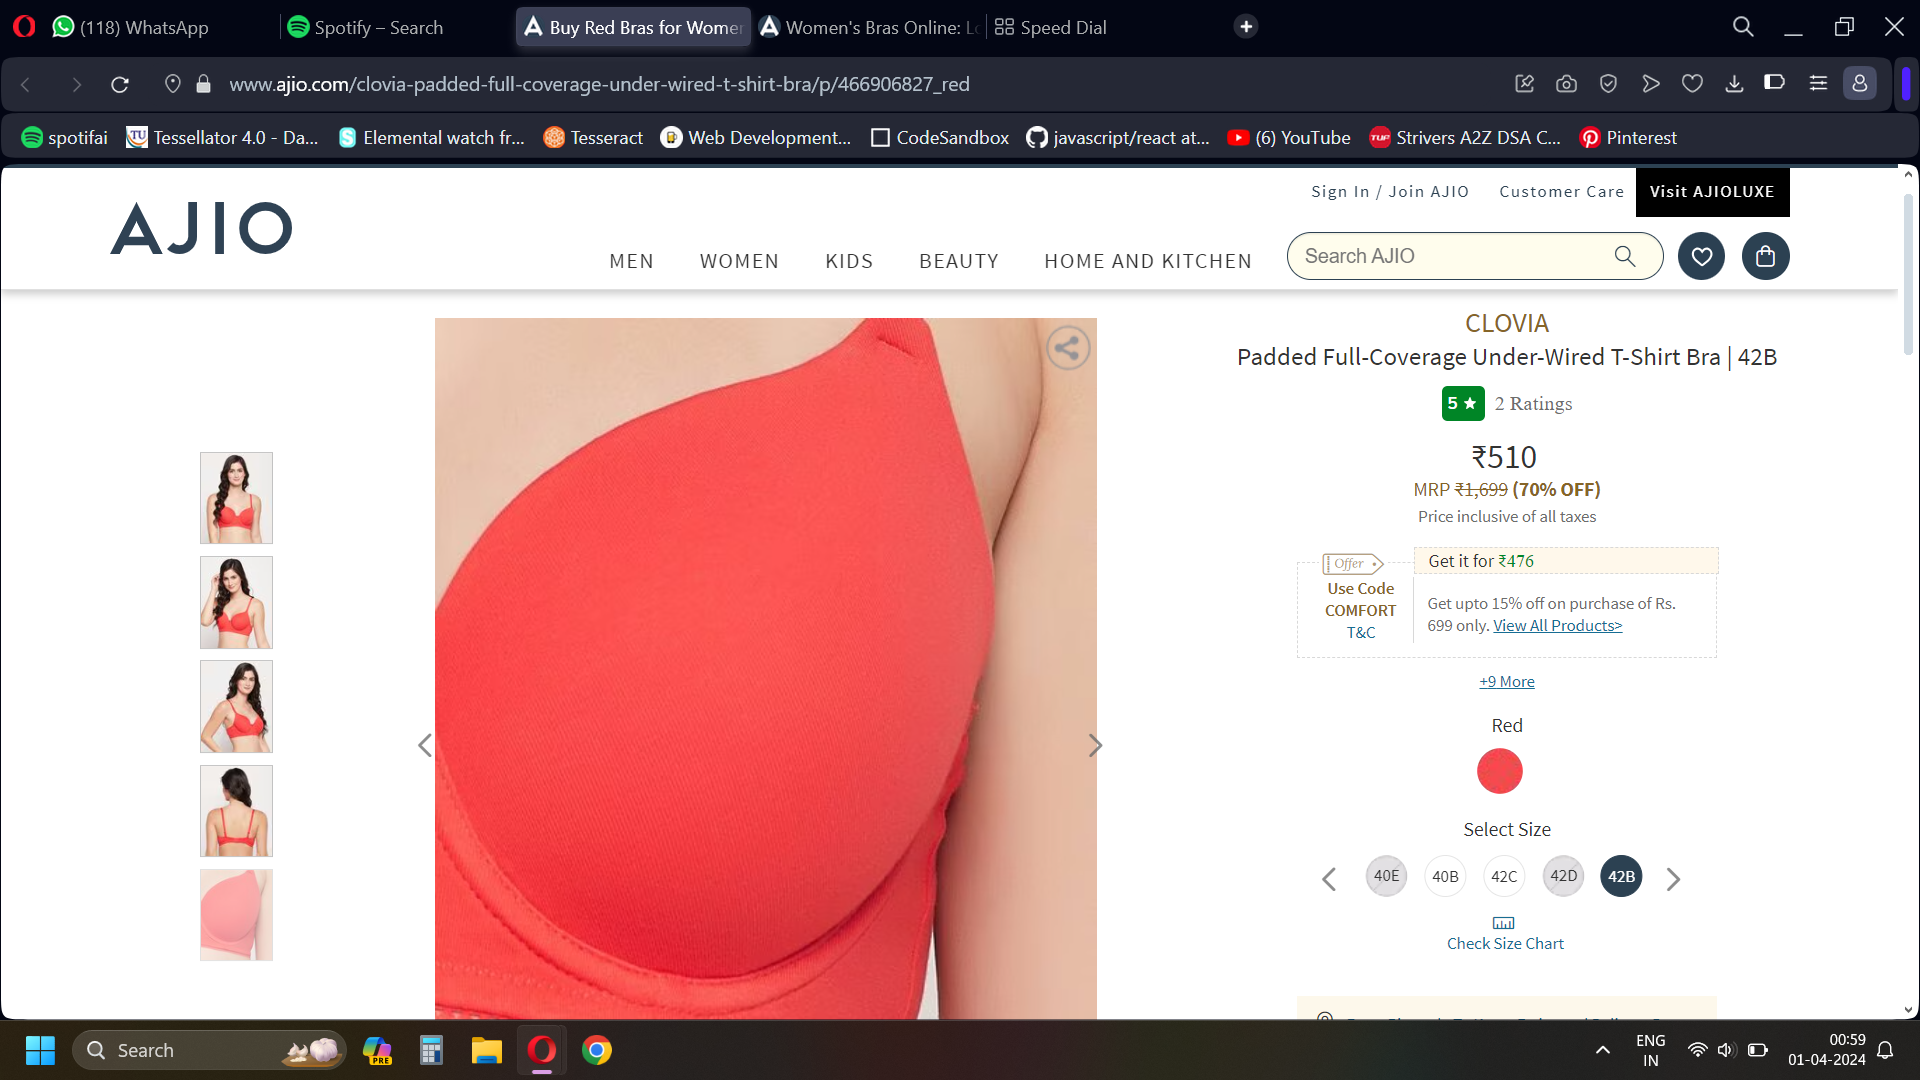 (118) WhatsApp
Spotify – Search
Buy Red Bras for Women
Women's Bras Online: Lo
Speed Dial
www.ajio.com/clovia-padded-full-coverage-under-wired-t-shirt-bra/p/466906827_red
spotifai
Tessellator 4.0 - Da...
Elemental watch fr...
Tesseract
Web Development...
CodeSandbox
javascript/react at...
(6) YouTube
Strivers A2Z DSA C...
Pinterest
Sign In / Join AJIO
Customer Care
Visit AJIOLUXE
AJIO
MEN
WOMEN
KIDS
BEAUTY
HOME AND KITCHEN
Search AJIO
CLOVIA
Padded Full-Coverage Under-Wired T-Shirt Bra | 42B
5 ★
2 Ratings
₹510
MRP ₹1,699 (70% OFF)
Price inclusive of all taxes
Offer
Use Code
COMFORT
T&C
Get it for ₹476
Get upto 15% off on purchase of Rs.
699 only. View All Products>
+9 More
Red
Select Size
40E
40B
42C
42D
42B
Check Size Chart
Search
PRE
ENG
IN
00:59
01-04-2024